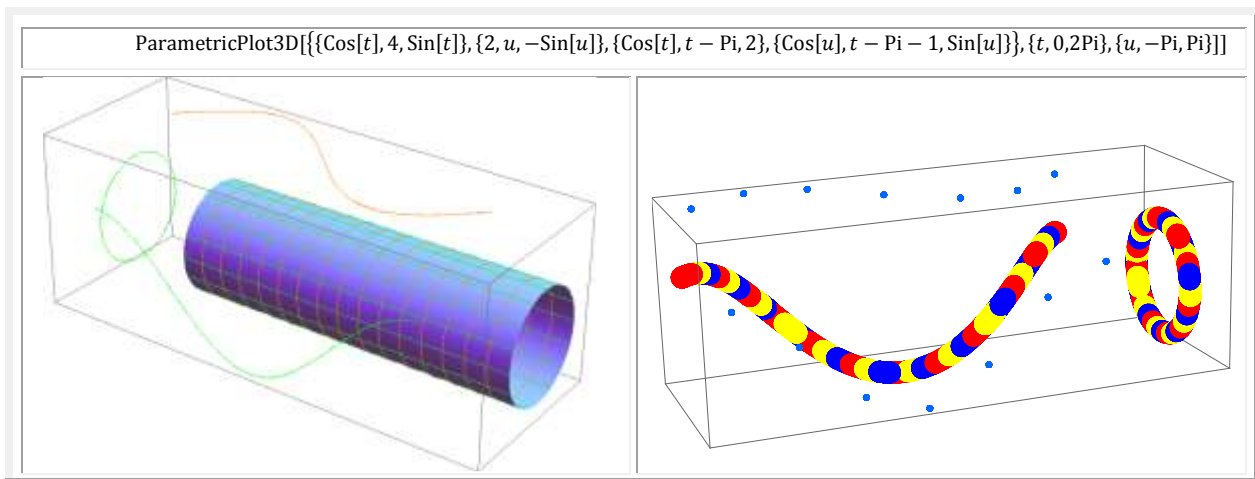 ParametricPlot3D[{{Cos[t], 4, Sin[t]}, {2, u, −Sin[u]}, {Cos[t], t − Pi, 2}, {Cos[u], t − Pi − 1, Sin[u]}}, {t, 0,2Pi}, {u, −Pi, Pi}]]